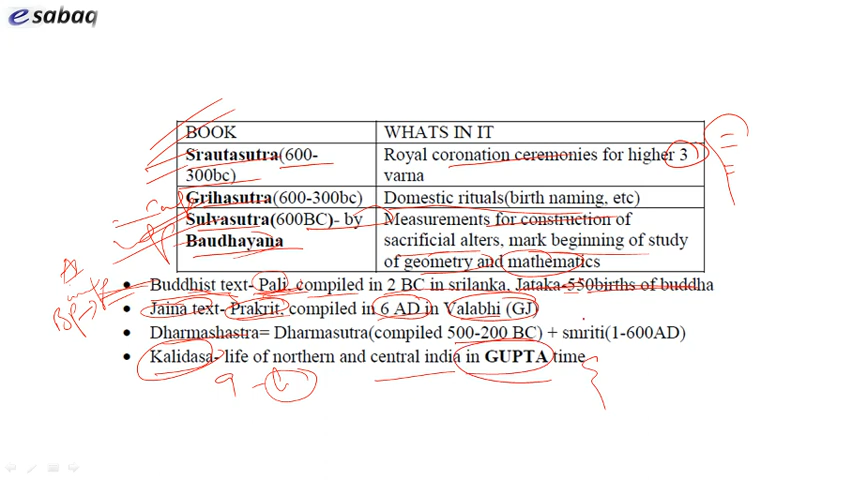 esabaq
BOOK WHATS IN IT
Srautasutra(600- Royal coronation ceremonies for higher 3
300bc) varna
Grihasutra(600-300bc) Domestic rituals(birth naming, etc)
Sulvasutra(600BC)- by Measurements for construction of
Baudhayana sacrificial alters, mark beginning of study
of geometry and mathematics
• Buddhist text- Pali, compiled in 2 BC in srilanka, Jataka-550births of buddha
• Jaina text- Prakrit, compiled in 6 AD in Valabhi (GJ)
• Dharmashastra= Dharmasutra(compiled 500-200 BC) + smriti(1-600AD)
• Kalidasa- life of northern and central india in GUPTA time